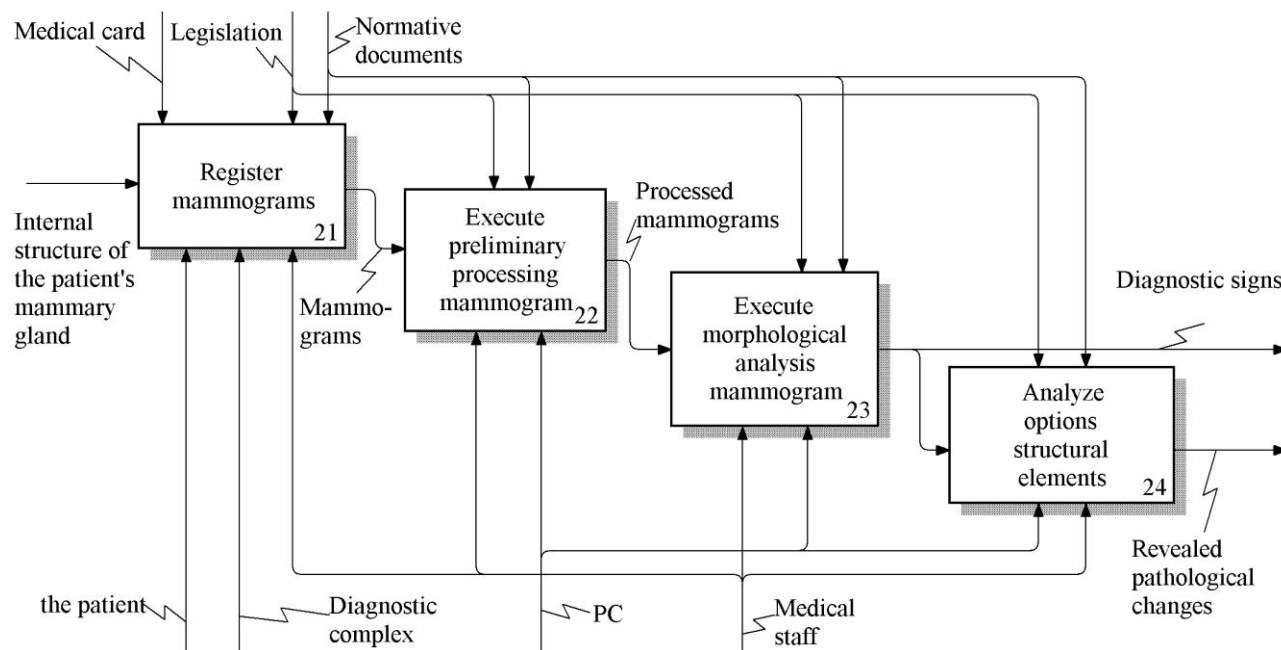 Medical card
Legislation
Normative
documents
Register
mammograms
21
Internal
structure of
the patient's
mammary
gland
Mammo-
grams
Execute
preliminary
processing
mammogram
22
Processed
mammograms
Execute
morphological
analysis
mammogram
23
Diagnostic signs
Analyze
options
structural
elements
24
Revealed
pathological
changes
the patient
Diagnostic
complex
PC
Medical
staff